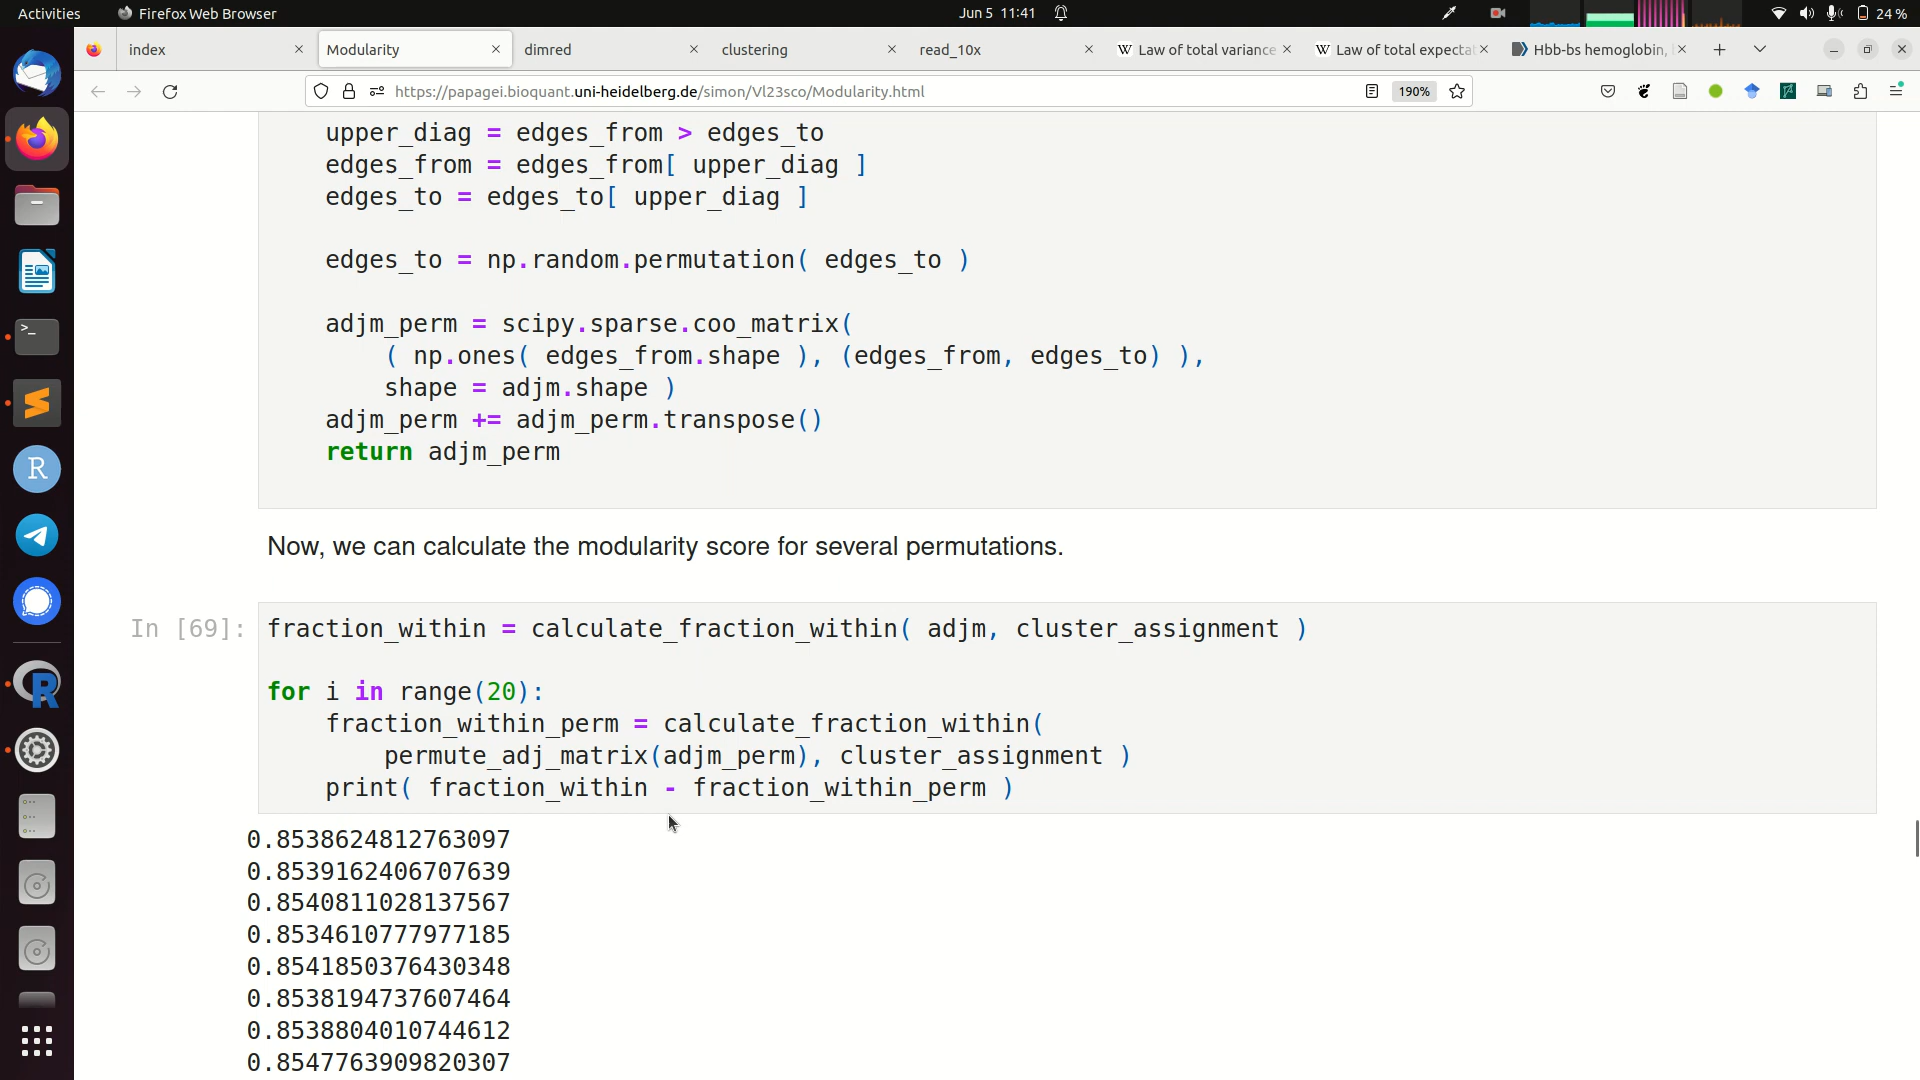 Activities
Firefox Web Browser
Jun 5 11:41
24 %
index
Modularity
dimred
clustering
read_10x
W Law of total variance
W Law of total expecta
Hbb-bs hemoglobin,
https://papagei.bioquant.uni-heidelberg.de/simon/Vl23sco/Modularity.html
190%
upper_diag = edges_from > edges_to
edges_from = edges_from[ upper_diag ]
edges_to = edges_to[ upper_diag ]
edges_to = np.random.permutation( edges_to )
adjm_perm = scipy.sparse.coo_matrix(
( np.ones( edges_from.shape ), (edges_from, edges_to) ),
shape = adjm.shape )
adjm_perm += adjm_perm.transpose()
return adjm_perm
Now, we can calculate the modularity score for several permutations.
In [69]:
fraction_within = calculate_fraction_within( adjm, cluster_assignment )
for i in range(20):
fraction_within_perm = calculate_fraction_within(
permute_adj_matrix(adjm_perm), cluster_assignment )
print( fraction_within - fraction_within_perm )
0.8538624812763097
0.8539162406707639
0.8540811028137567
0.8534610777977185
0.8541850376430348
0.8538194737607464
0.8538804010744612
0.8547763909820307